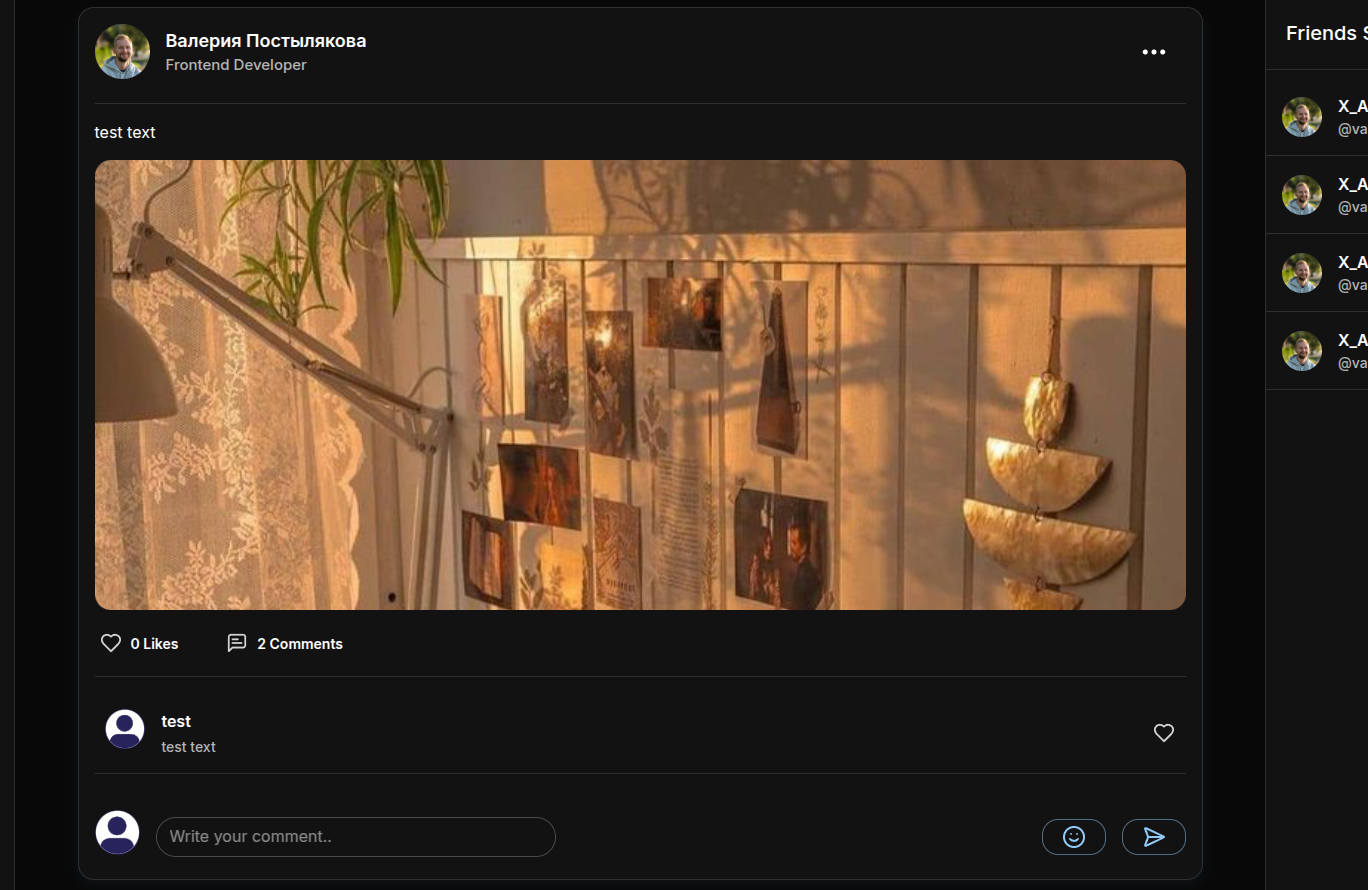 Валерия Постылякова
Frontend Developer
test text
0 Likes
2 Comments
test
test text
Write your comment..
Friends S
X_A
@va
X_A
@va
X_A
@va
X_A
@va